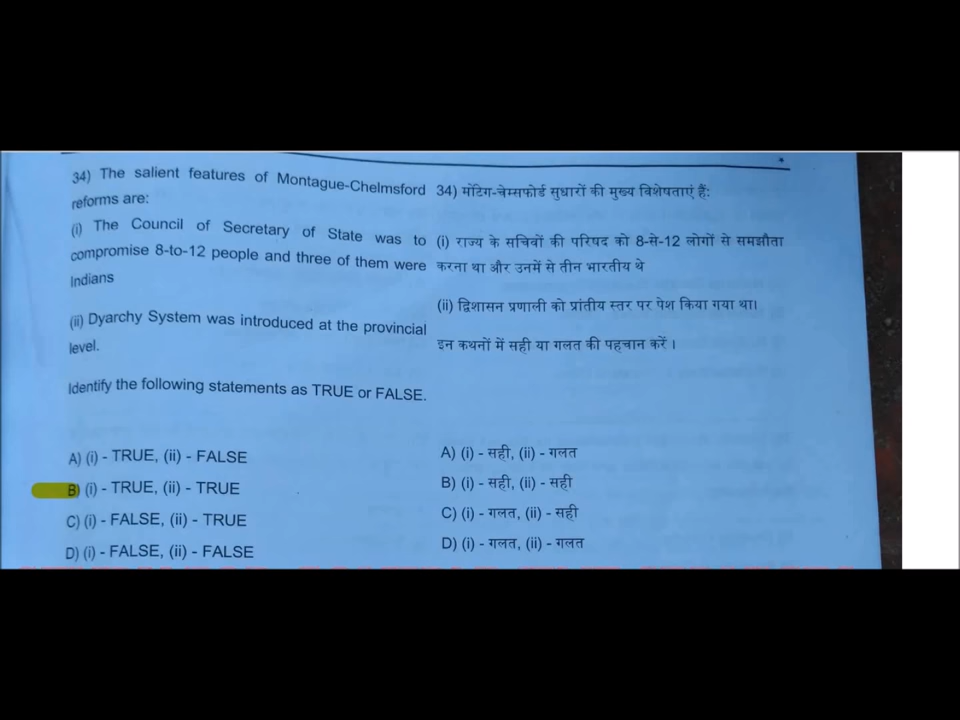 34) The salient features of Montague-Chelmsford
reforms are:
(i) The Council of Secretary of State was to
compromise 8-to-12 people and three of them were
Indians
(ii) Dyarchy System was introduced at the provincial
level.
Identify the following statements as TRUE or FALSE.
A) (i) - TRUE, (ii) - FALSE
B) (i) - TRUE, (ii) - TRUE
C) (i) - FALSE, (ii) - TRUE
D) (i) - FALSE, (ii) - FALSE
34) मोंटेग-चेम्सफोर्ड सुधारों की मुख्य विशेषताएं हैं:
(i) राज्य के सचिवों की परिषद को 8-से-12 लोगों से समझौता
करना था और उनमें से तीन भारतीय थे
(ii) द्विशासन प्रणाली को प्रांतीय स्तर पर पेश किया गया था।
इन कथनों में सही या गलत की पहचान करें ।
A) (i) - सही, (ii) - गलत
B) (i) - सही, (ii) - सही
C) (i) - गलत, (ii) - सही
D) (i) - गलत, (ii) - गलत